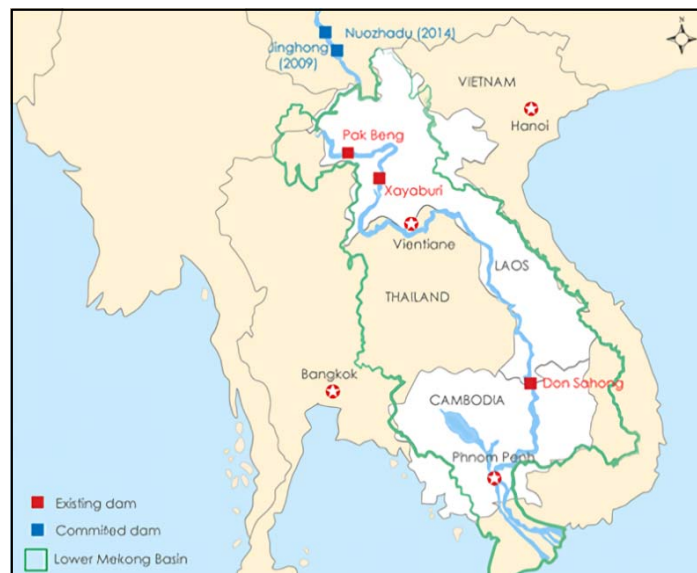 Nuozhadu (2014)
Jinghong
(2009)
VIETNAM
Hanoi
Pak Beng
Xayaburi
Vientiane
LAOS
THAILAND
Bangkok
Don Sahong
CAMBODIA
Phnom Penh
Existing dam
Committed dam
Lower Mekong Basin